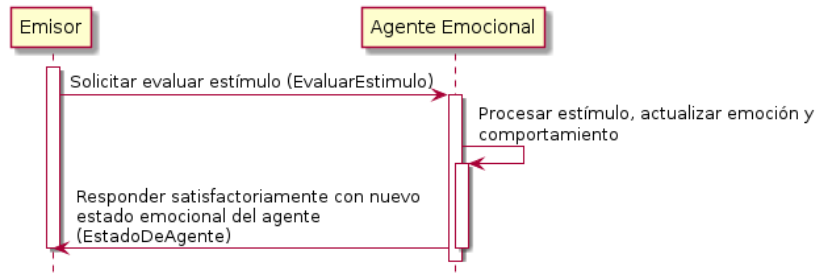 Emisor
Agente Emocional
Solicitar evaluar estímulo (EvaluarEstimulo)
Procesar estímulo, actualizar emoción y
comportamiento
Responder satisfactoriamente con nuevo
estado emocional del agente
(EstadoDeAgente)